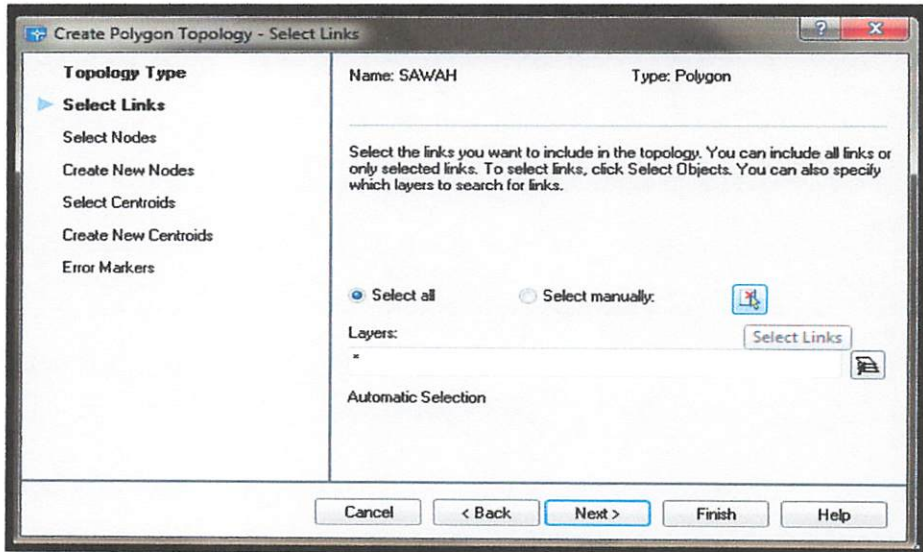 Create Polygon Topology - Select Links
Topology Type
Select Links
Select Nodes
Create New Nodes
Select Centroids
Create New Centroids
Error Markers
Name: SAWAH Type: Polygon
Select the links you want to include in the topology. You can include all links or
only selected links. To select links, click Select Objects. You can also specify
which layers to search for links.
Select all Select manually:
Select Links
Layers:
*
Automatic Selection
Cancel < Back Next > Finish Help